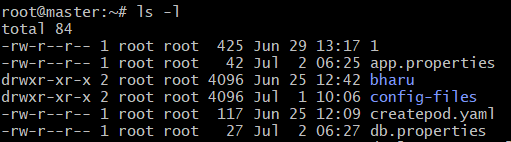 root@master:~# ls -l
total 84
-rw-r--r-- 1 root root  425 Jun 29 13:17 1
-rw-r--r-- 1 root root   42 Jul  2 06:25 app.properties
drwxr-xr-x 2 root root 4096 Jun 25 12:42 bharu
drwxr-xr-x 2 root root 4096 Jul  1 10:06 config-files
-rw-r--r-- 1 root root  117 Jun 25 12:09 createpod.yaml
-rw-r--r-- 1 root root   27 Jul  2 06:27 db.properties